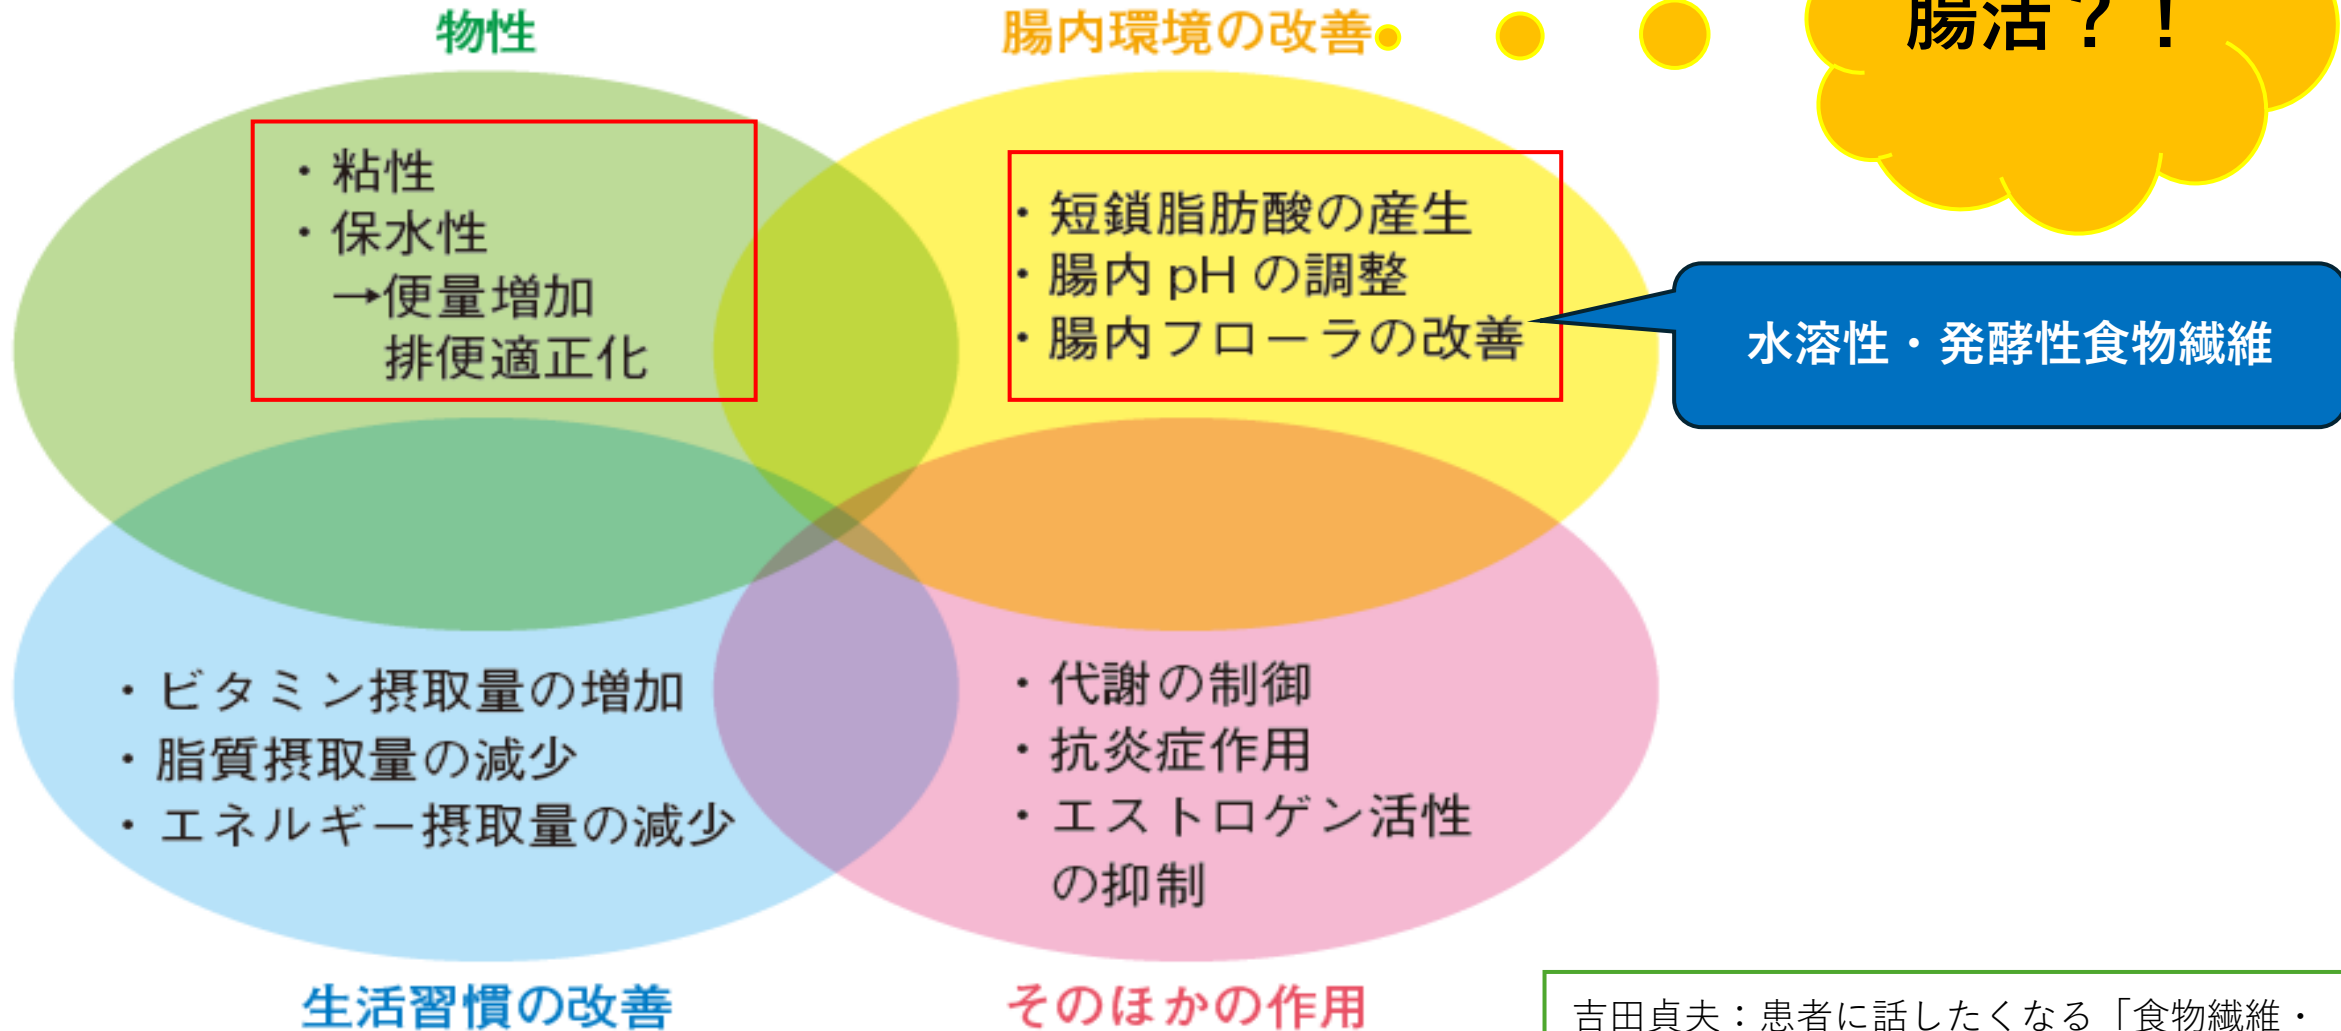 物性
腸内環境の改善
腸活？！
・粘性
・保水性
→便量増加
排便適正化
・短鎖脂肪酸の産生
・腸内 pH の調整
・腸内フローラの改善
水溶性・発酵性食物繊維
・ビタミン摂取量の増加
・脂質摂取量の減少
・エネルギー摂取量の減少
・代謝の制御
・抗炎症作用
・エストロゲン活性
の抑制
生活習慣の改善
そのほかの作用
吉田貞夫：患者に話したくなる「食物繊維・